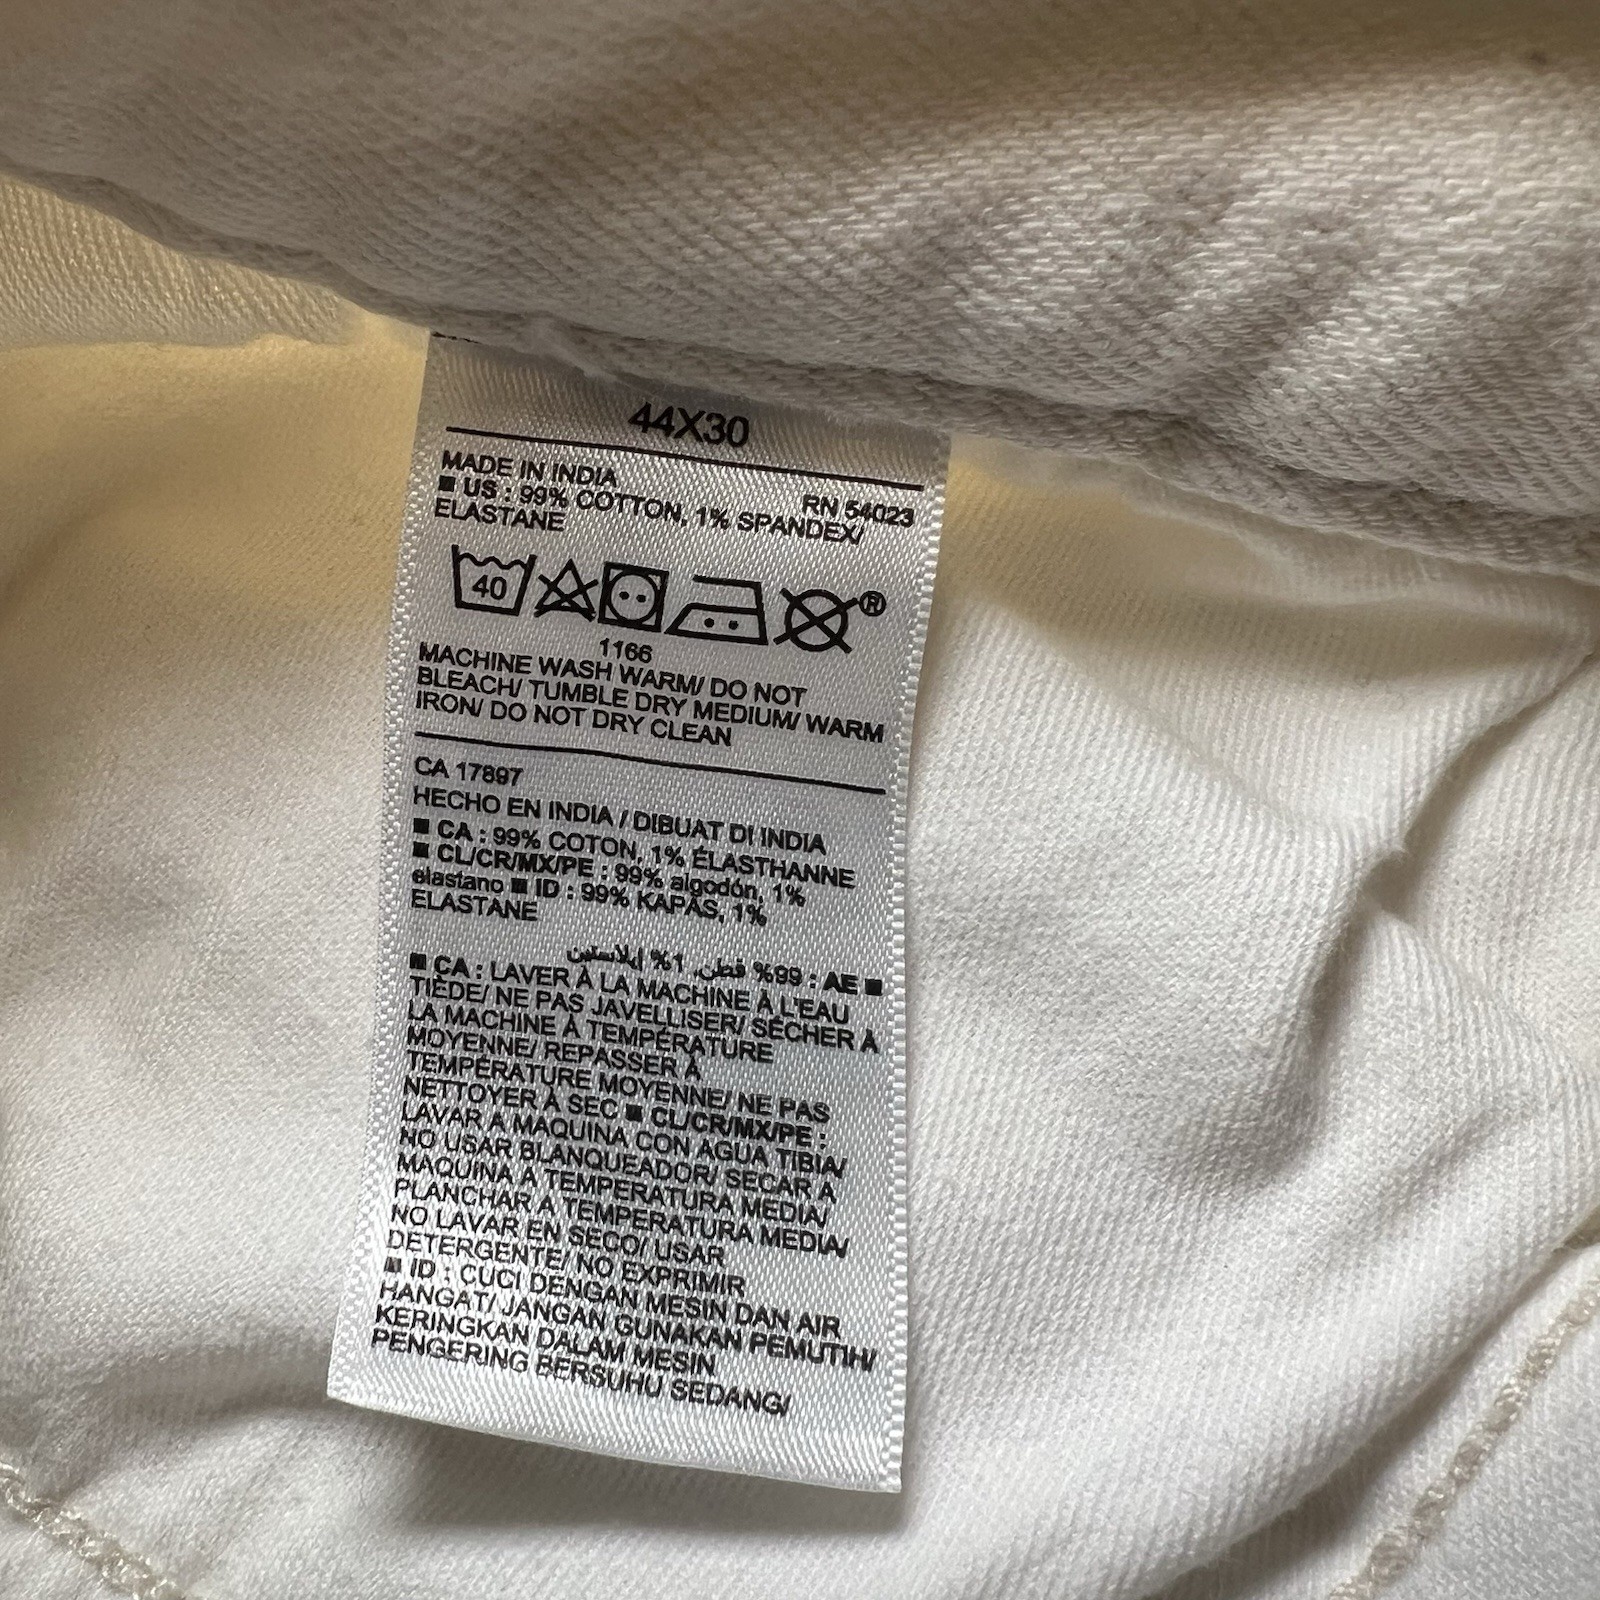 44X30
MADE IN INDIA RN 54023
■ US : 99% COTTON, 1% SPANDEX/
ELASTANE
40 ®
1166
MACHINE WASH WARM/ DO NOT
BLEACH/ TUMBLE DRY MEDIUM/ WARM
IRON/ DO NOT DRY CLEAN
CA 17897
HECHO EN INDIA / DIBUAT DI INDIA
■ CA : 99% COTON, 1% ÉLASTHANNE
■ CL/CR/MX/PE : 99% algodón, 1%
elastano ■ ID : 99% KAPAS, 1%
ELASTANE
■ AE : 99% قطن, 1% إيلاستين
■ CA : LAVER À LA MACHINE À L'EAU
TIÈDE/ NE PAS JAVELLISER/ SÉCHER À
LA MACHINE À TEMPÉRATURE
MOYENNE/ REPASSER À
TEMPÉRATURE MOYENNE/ NE PAS
NETTOYER À SEC ■ CL/CR/MX/PE :
LAVAR A MAQUINA CON AGUA TIBIA/
NO USAR BLANQUEADOR/ SECAR A
MAQUINA A TEMPERATURA MEDIA/
PLANCHAR A TEMPERATURA MEDIA/
NO LAVAR EN SECO/ USAR
DETERGENTE/ NO EXPRIMIR
■ ID : CUCI DENGAN MESIN DAN AIR
HANGAT/ JANGAN GUNAKAN PEMUTIH/
KERINGKAN DALAM MESIN
PENGERING BERSUHU SEDANG/